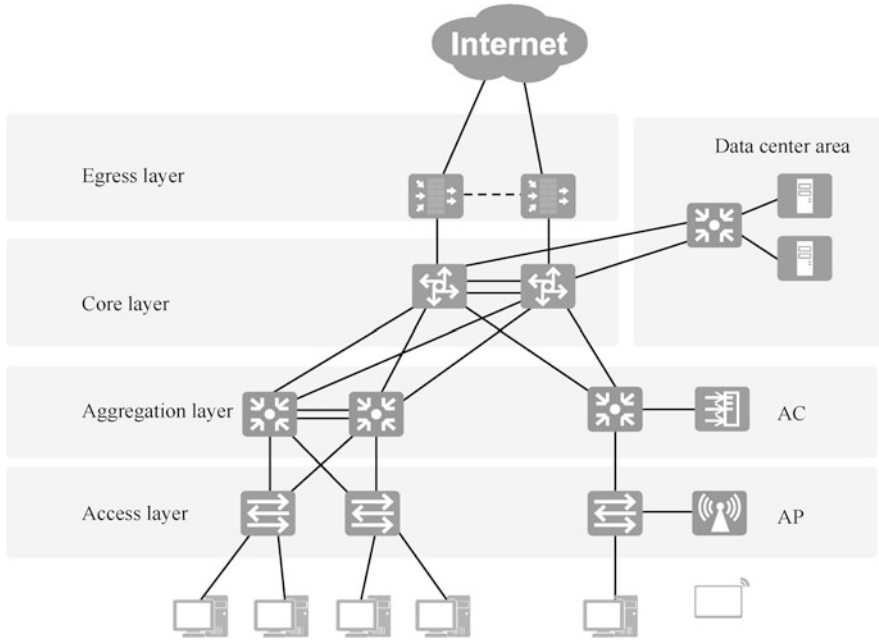 Internet
Egress layer
Data center area
Core layer
Aggregation layer
AC
Access layer
AP